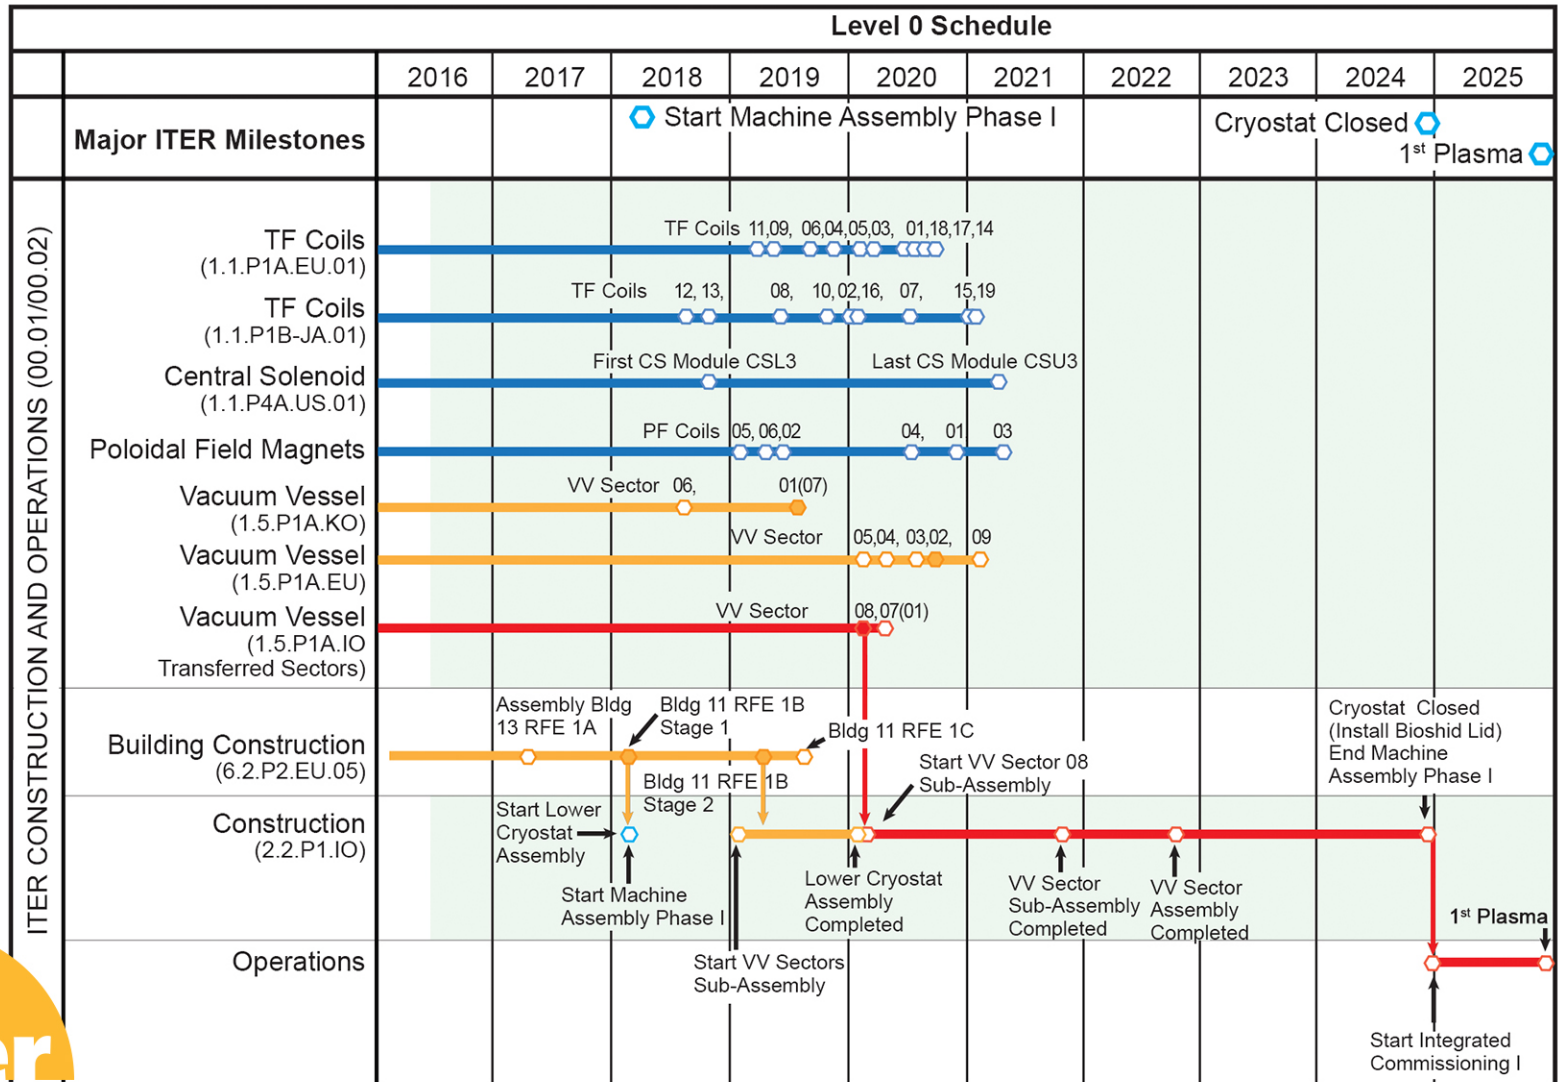 Level 0 Schedule
2016 2017 2018 2019 2020 2021 2022 2023 2024 2025
Major ITER Milestones
Start Machine Assembly Phase I
Cryostat Closed
1st Plasma
ITER CONSTRUCTION AND OPERATIONS (00.01/00.02)
TF Coils
(1.1.P1A.EU.01)
TF Coils 11,09, 06,04,05,03, 01,18,17,14
TF Coils
(1.1.P1B-JA.01)
TF Coils 12, 13, 08, 10, 02,16, 07, 15,19
Central Solenoid
(1.1.P4A.US.01)
First CS Module CSL3 Last CS Module CSU3
Poloidal Field Magnets
PF Coils 05, 06,02 04, 01 03
Vacuum Vessel
(1.5.P1A.KO)
VV Sector 06, 01(07)
Vacuum Vessel
(1.5.P1A.EU)
VV Sector 05,04, 03,02, 09
Vacuum Vessel
(1.5.P1A.IO
Transferred Sectors)
VV Sector 08,07(01)
Building Construction
(6.2.P2.EU.05)
Assembly Bldg
13 RFE 1A
Bldg 11 RFE 1B
Stage 1
Bldg 11 RFE 1C
Bldg 11 RFE 1B
Stage 2
Start VV Sector 08
Sub-Assembly
Cryostat Closed
(Install Bioshid Lid)
End Machine
Assembly Phase I
Construction
(2.2.P1.IO)
Start Lower
Cryostat
Assembly
Start Machine
Assembly Phase I
Lower Cryostat
Assembly
Completed
VV Sector
Sub-Assembly
Completed
VV Sector
Assembly
Completed
1st Plasma
Operations
Start VV Sectors
Sub-Assembly
Start Integrated
Commissioning I
er